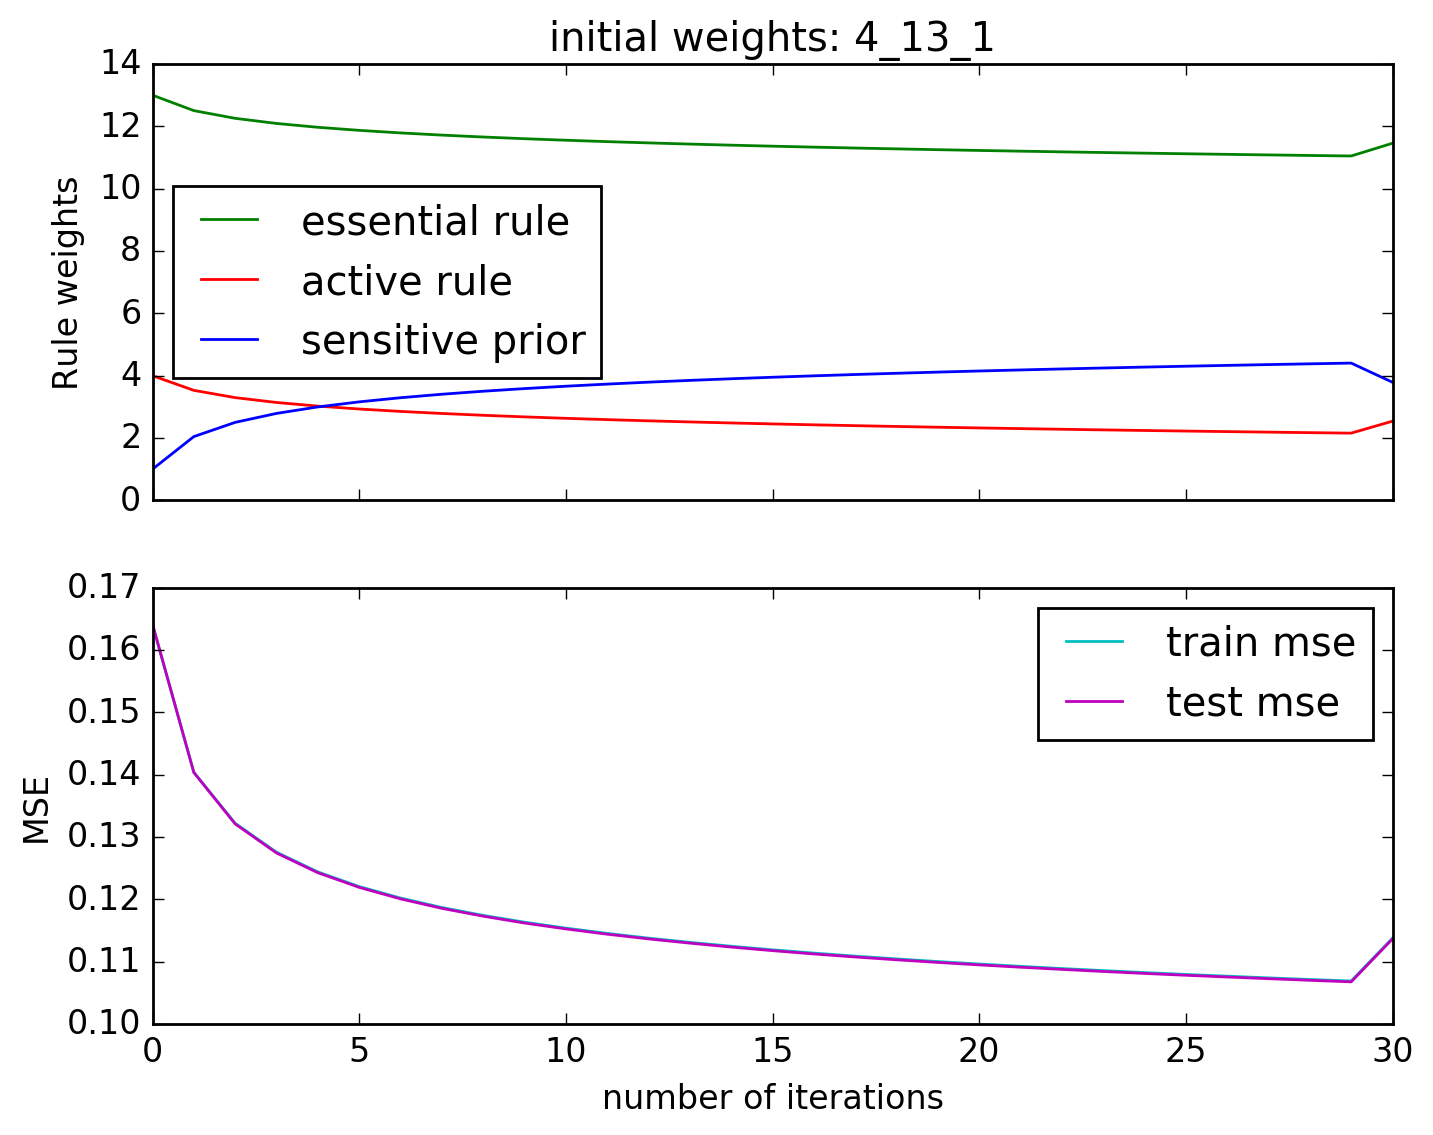 initial weights: 4_13_1
14
12
10
8
6
4
2
0
Rule weights
essential rule
active rule
sensitive prior
0.17
0.16
0.15
0.14
0.13
0.12
0.11
0.10
MSE
train mse
test mse
0 5 10 15 20 25 30
number of iterations